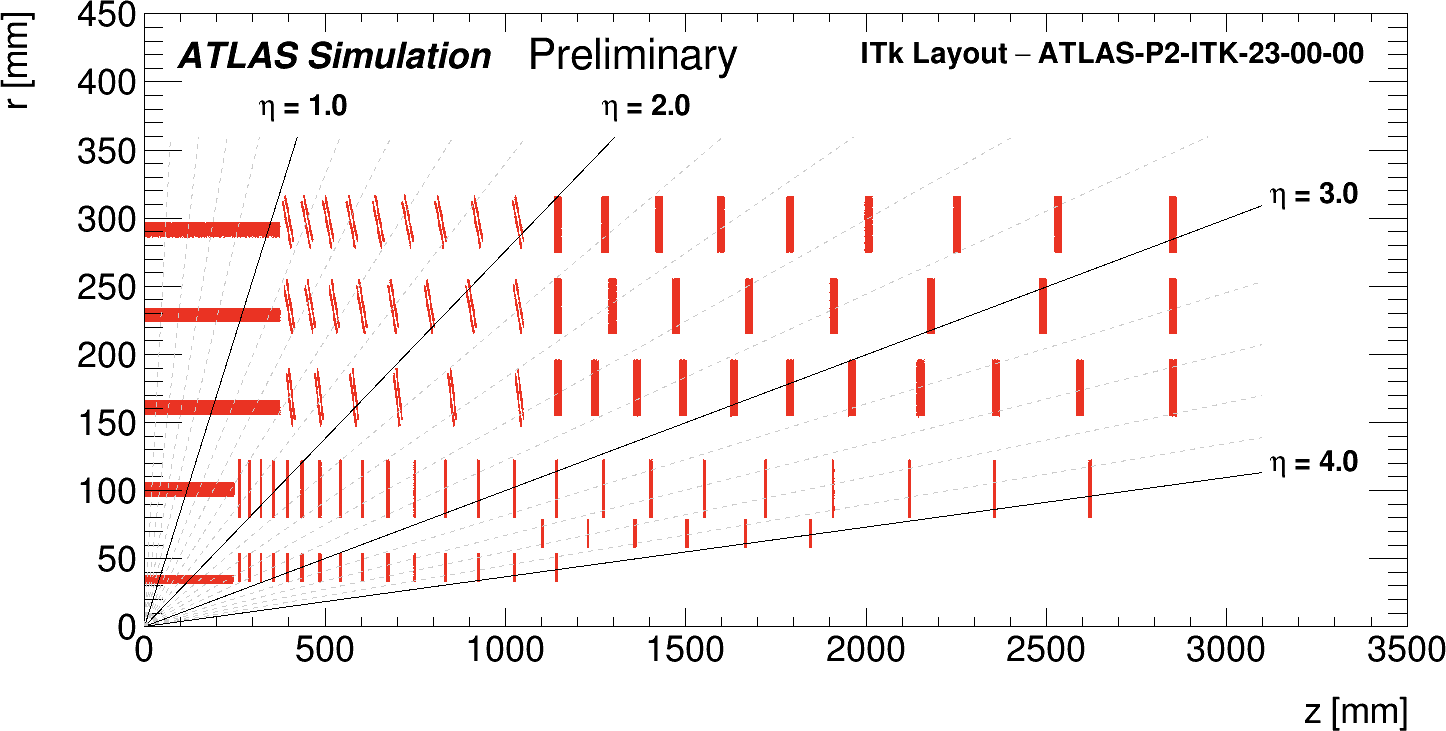 r [mm]
450
400
350
300
250
200
150
100
50
0
ATLAS Simulation Preliminary
ITk Layout – ATLAS-P2-ITK-23-00-00
η = 1.0
η = 2.0
η = 3.0
η = 4.0
0 500 1000 1500 2000 2500 3000 3500
z [mm]